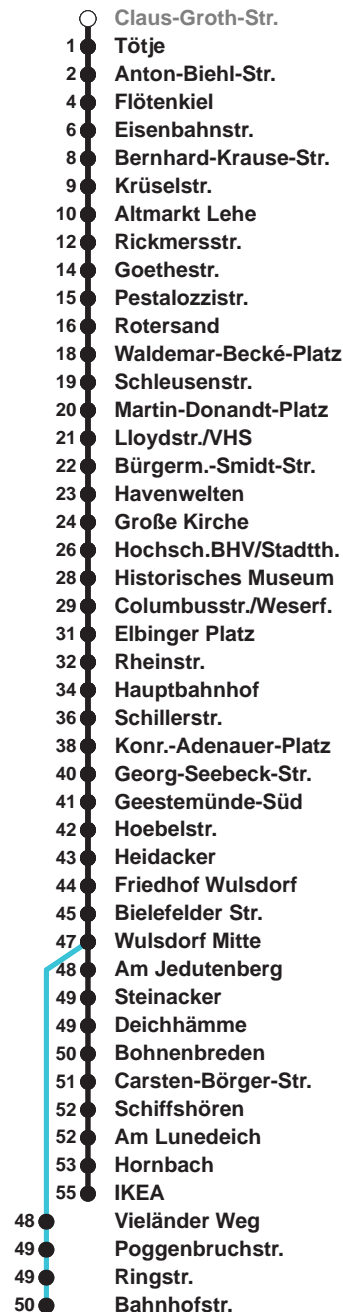 Claus-Groth-Str.
1 Tötje
2 Anton-Biehl-Str.
4 Flötenkiel
6 Eisenbahnstr.
8 Bernhard-Krause-Str.
9 Krüselstr.
10 Altmarkt Lehe
12 Rickmersstr.
14 Goethestr.
15 Pestalozzistr.
16 Rotersand
18 Waldemar-Becké-Platz
19 Schleusenstr.
20 Martin-Donandt-Platz
21 Lloydstr./VHS
22 Bürgerm.-Smidt-Str.
23 Havenwelten
24 Große Kirche
26 Hochsch.BHV/Stadtth.
28 Historisches Museum
29 Columbusstr./Weserf.
31 Elbinger Platz
32 Rheinstr.
34 Hauptbahnhof
36 Schillerstr.
38 Konr.-Adenauer-Platz
40 Georg-Seebeck-Str.
41 Geestemünde-Süd
42 Hoebelstr.
43 Heidacker
44 Friedhof Wulsdorf
45 Bielefelder Str.
47 Wulsdorf Mitte
48 Am Jedutenberg
49 Steinacker
49 Deichhämme
50 Bohnenbreden
51 Carsten-Börger-Str.
52 Schiffshören
52 Am Lunedeich
53 Hornbach
55 IKEA
48 Vieländer Weg
49 Poggenbruchstr.
49 Ringstr.
50 Bahnhofstr.